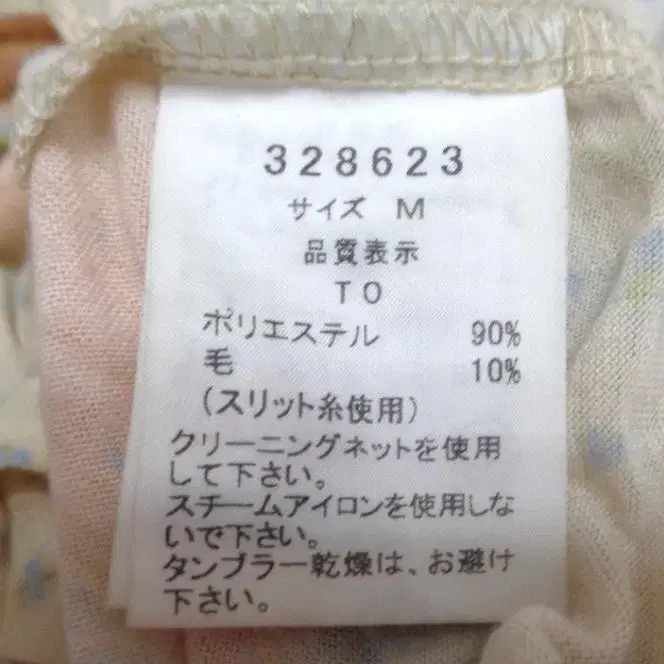 328623
サイズ M
品質表示
TO
ポリエステル 90%
毛 10%
(スリット糸使用)
クリーニングネットを使用
して下さい。
スチームアイロンを使用しな
いで下さい。
タンブラー乾燥は、お避け
下さい。